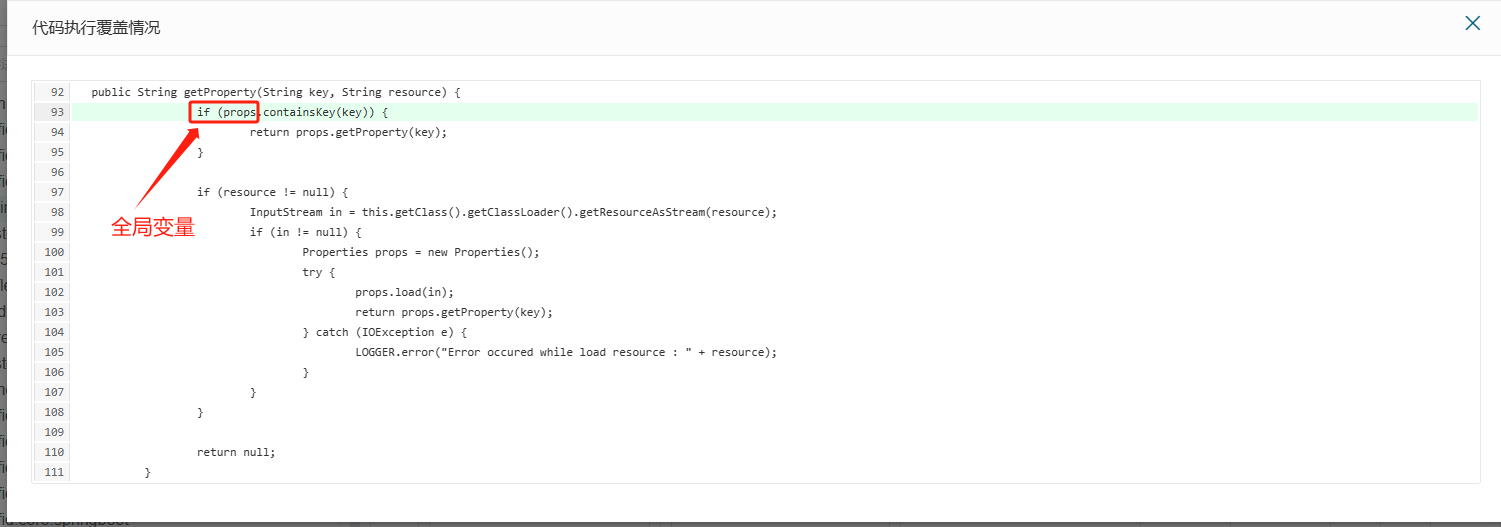 代码执行覆盖情况
92 public String getProperty(String key, String resource) {
93 if (props.containsKey(key)) {
94 return props.getProperty(key);
95 }
96
97 if (resource != null) {
98 InputStream in = this.getClass().getClassLoader().getResourceAsStream(resource);
全局变量
99 if (in != null) {
100 Properties props = new Properties();
101 try {
102 props.load(in);
103 return props.getProperty(key);
104 } catch (IOException e) {
105 LOGGER.error("Error occured while load resource : " + resource);
106 }
107 }
108 }
109
110 return null;
111 }